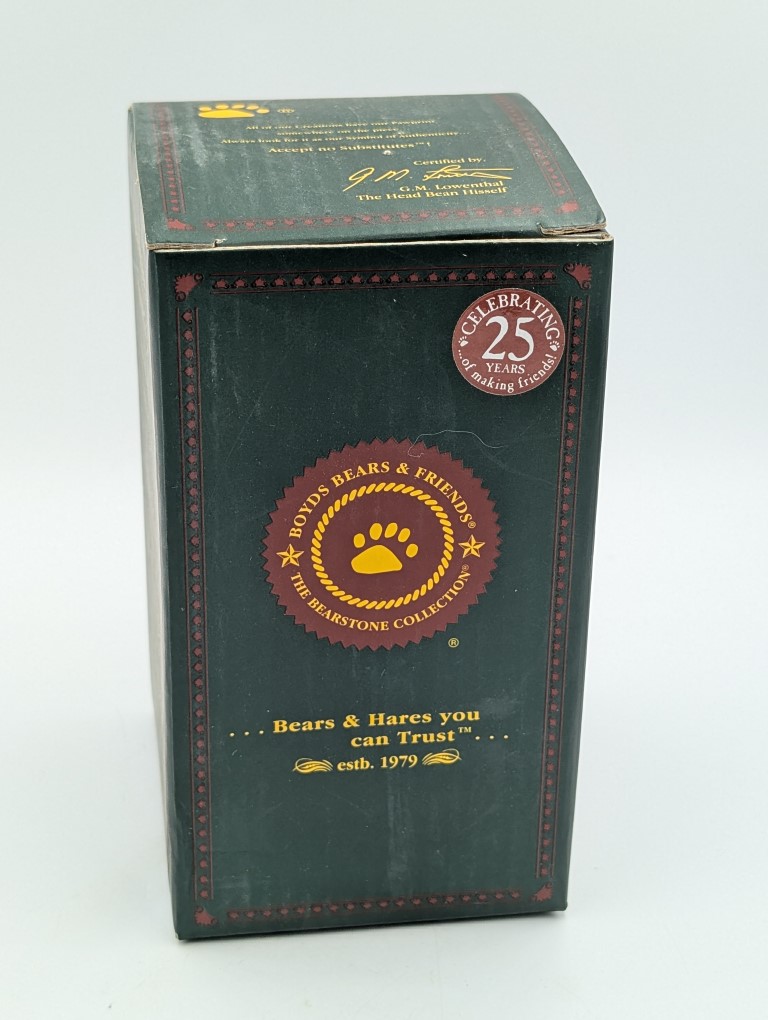 ®
All of our Creations have our Pawprint
somewhere on the piece
Always look for it as our Symbol of Authenticity...
Accept no Substitutes™!
Certified by,
G.M. Lowenthal
G.M. Lowenthal
The Head Bean Hisself
CELEBRATING
25
YEARS
...of making friends!
BOYDS BEARS & FRIENDS®
THE BEARSTONE COLLECTION®
®
...Bears & Hares you
can Trust™...
estb. 1979